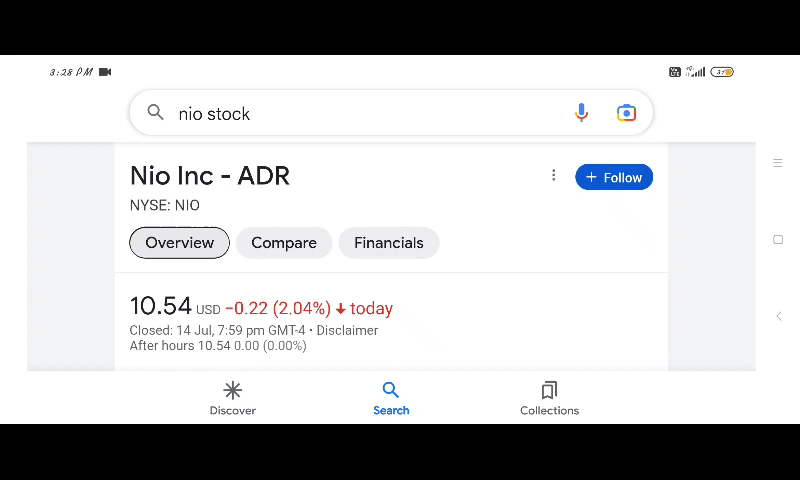 3:28 PM
37
nio stock
Nio Inc - ADR
+ Follow
NYSE: NIO
Overview Compare Financials
10.54 USD −0.22 (2.04%) ↓ today
Closed: 14 Jul, 7:59 pm GMT-4 • Disclaimer
After hours 10.54 0.00 (0.00%)
Discover Search Collections